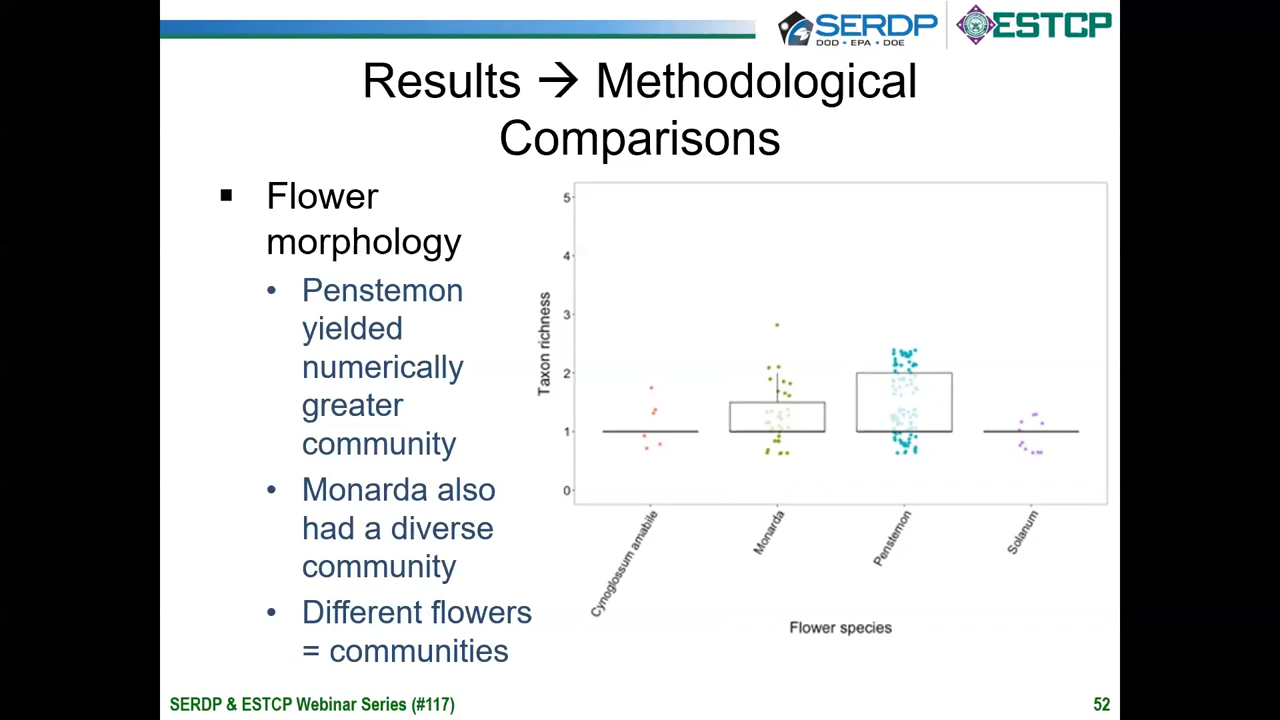 SERDP
DOD • EPA • DOE
ESTCP
Results → Methodological
Comparisons
▪ Flower
morphology
• Penstemon
yielded
numerically
greater
community
• Monarda also
had a diverse
community
• Different flowers
= communities
Taxon richness
5
4
3
2
1
0
Cynoglossum amabile
Monarda
Penstemon
Solanum
Flower species
SERDP & ESTCP Webinar Series (#117)
52